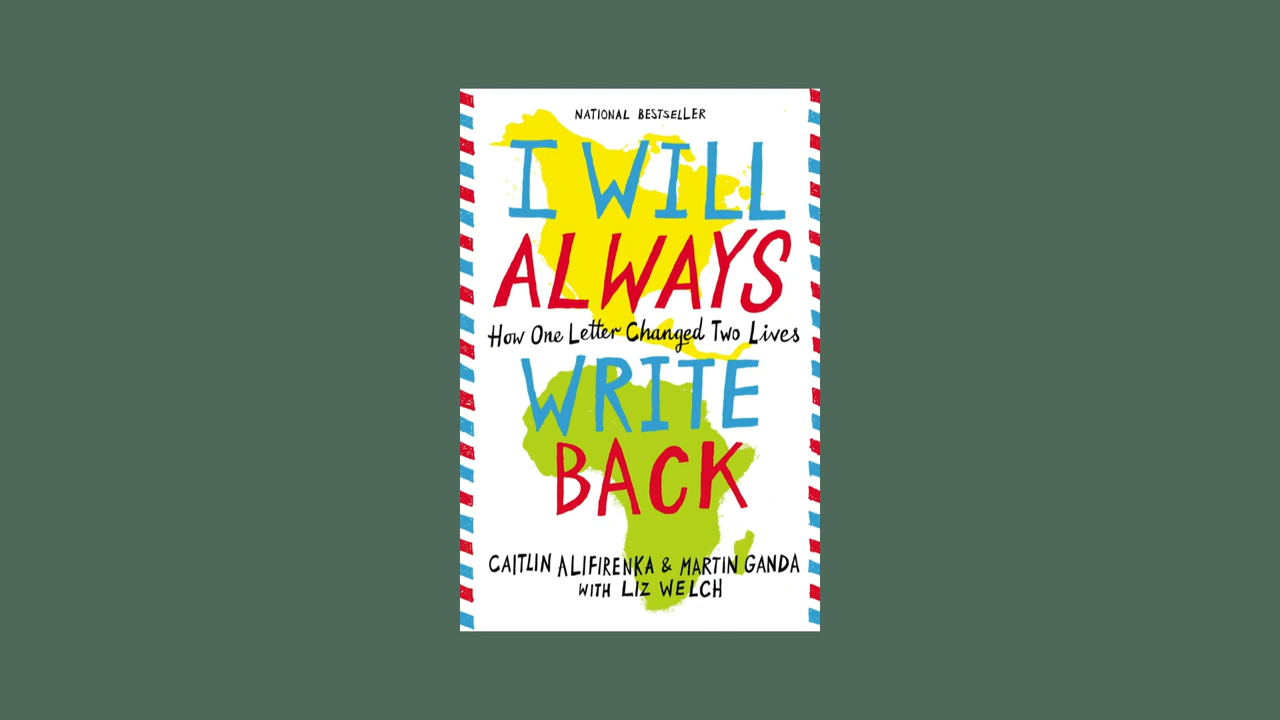 NATIONAL BESTSELLER
I WILL
ALWAYS
How One Letter Changed Two Lives
WRITE
BACK
CAITLIN ALIFIRENKA & MARTIN GANDA
WITH LIZ WELCH